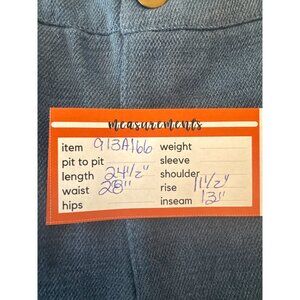 measurements
item 913A166 weight
pit to pit sleeve
length 24 1/2" shoulder
waist 28" rise 11 1/2"
hips inseam 13"